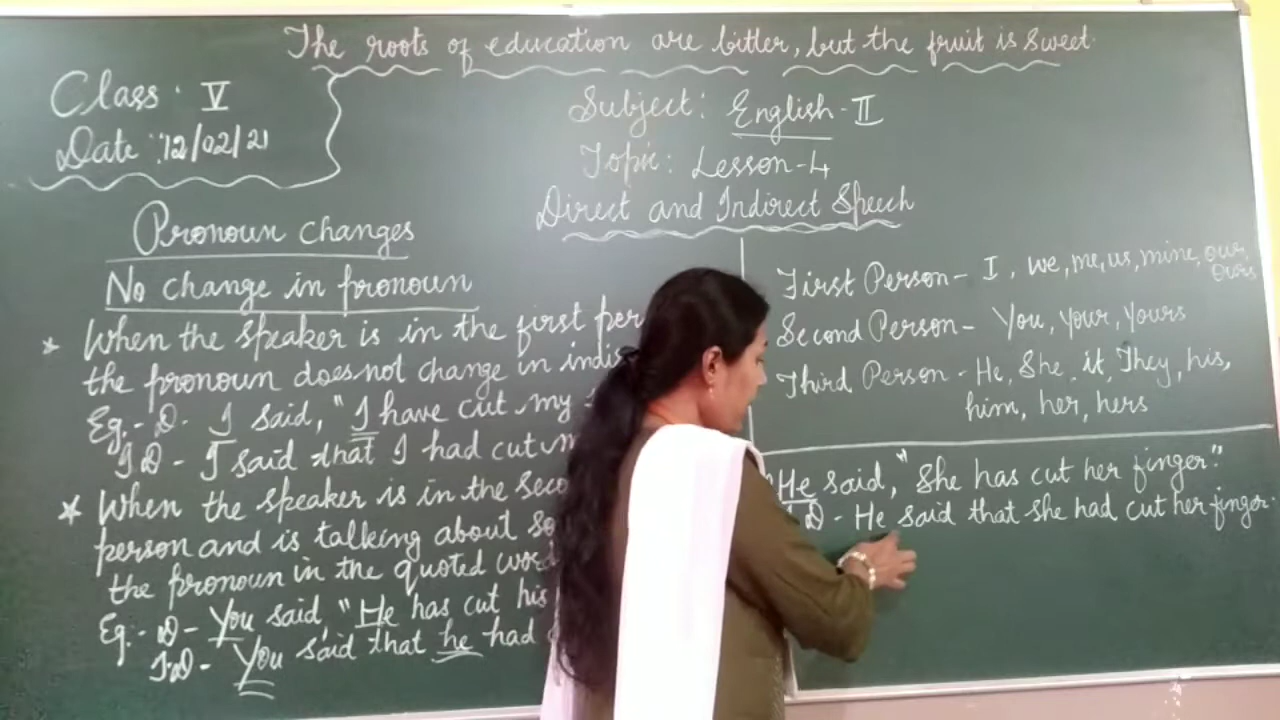 The roots of education are bitter, but the fruit is sweet.
Class : V
Date : 12/02/21
Subject: English-II
Topic: Lesson-4
Direct and Indirect Speech
Pronoun changes
No change in pronoun
* When the speaker is in the first
the pronoun does not change in
Eg.- D- I said, "I have cut my
I.D - I said that I had cut
* When the speaker is in the
person and is talking about
the pronoun in the quoted
Eg.- D- You said, "He has cut his
I.D- You said that he had
First Person - I, we, me, us, mine, our,
ours
Second Person - You, your, yours
Third Person - He, She, it, They, his,
him, her, hers
He said, "She has cut her finger."
D - He said that she had cut her finger.